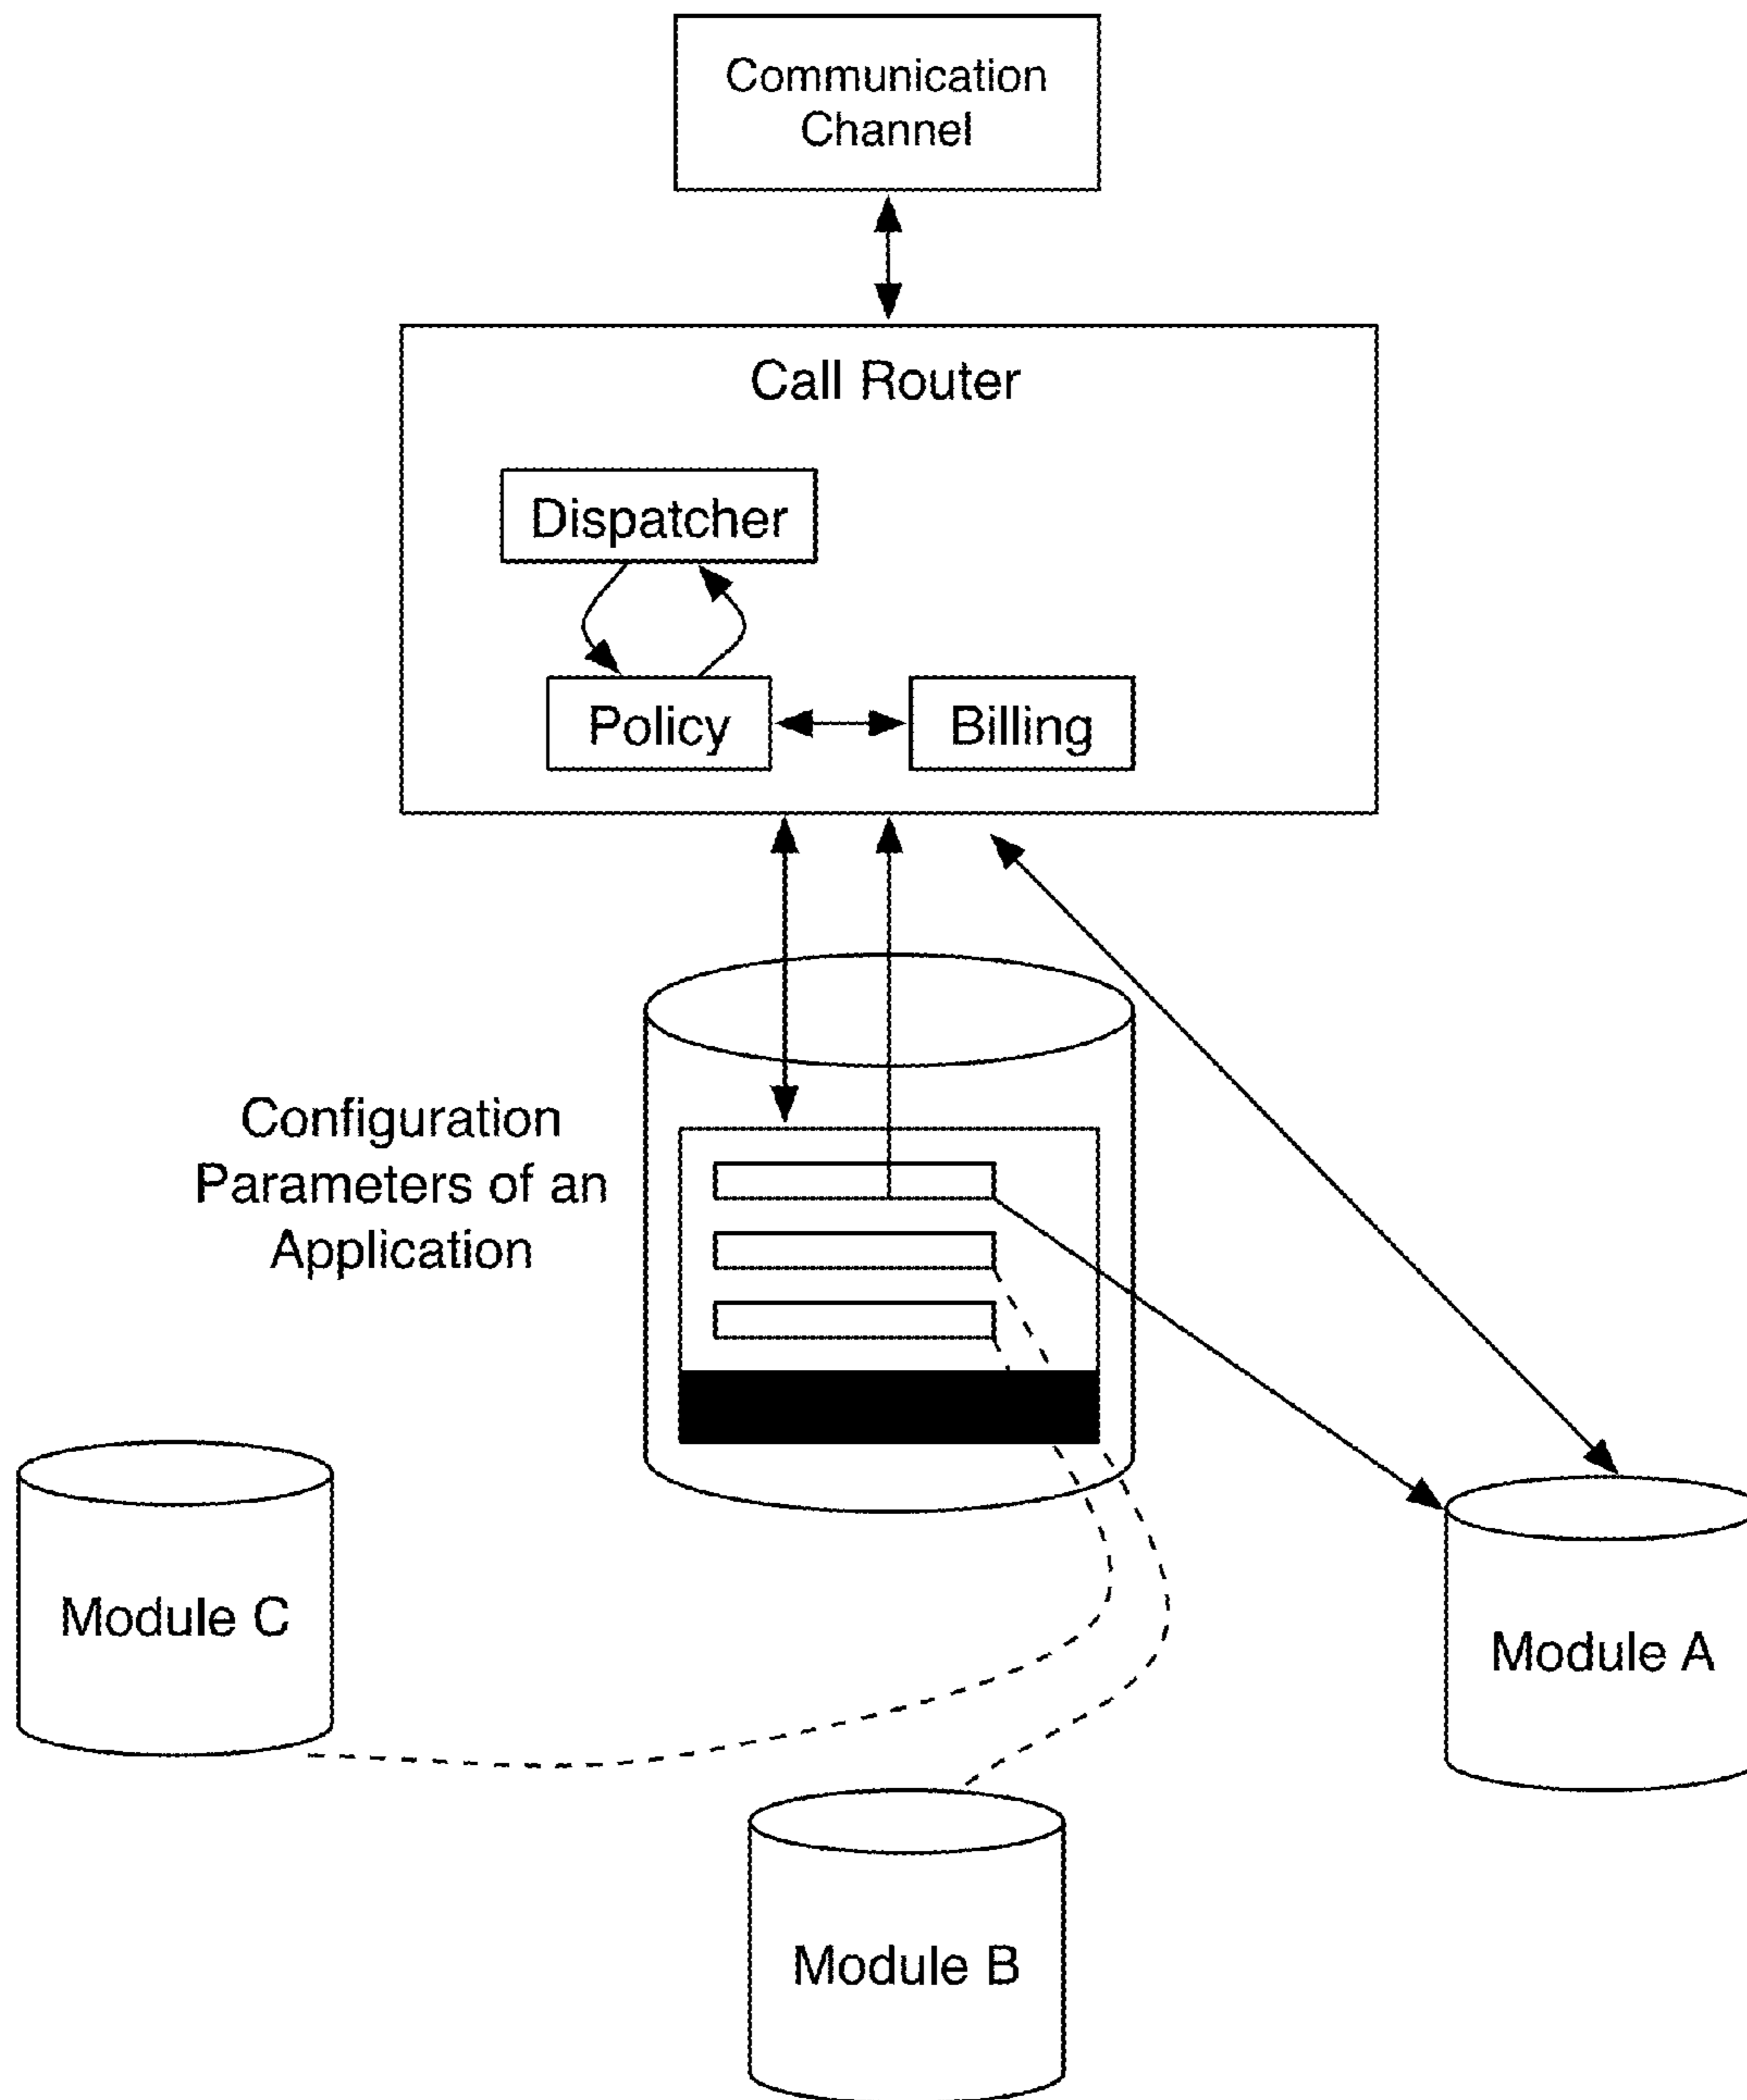 Communication
Channel
Call Router
Dispatcher
Policy
Billing
Configuration
Parameters of an
Application
Module C
Module A
Module B